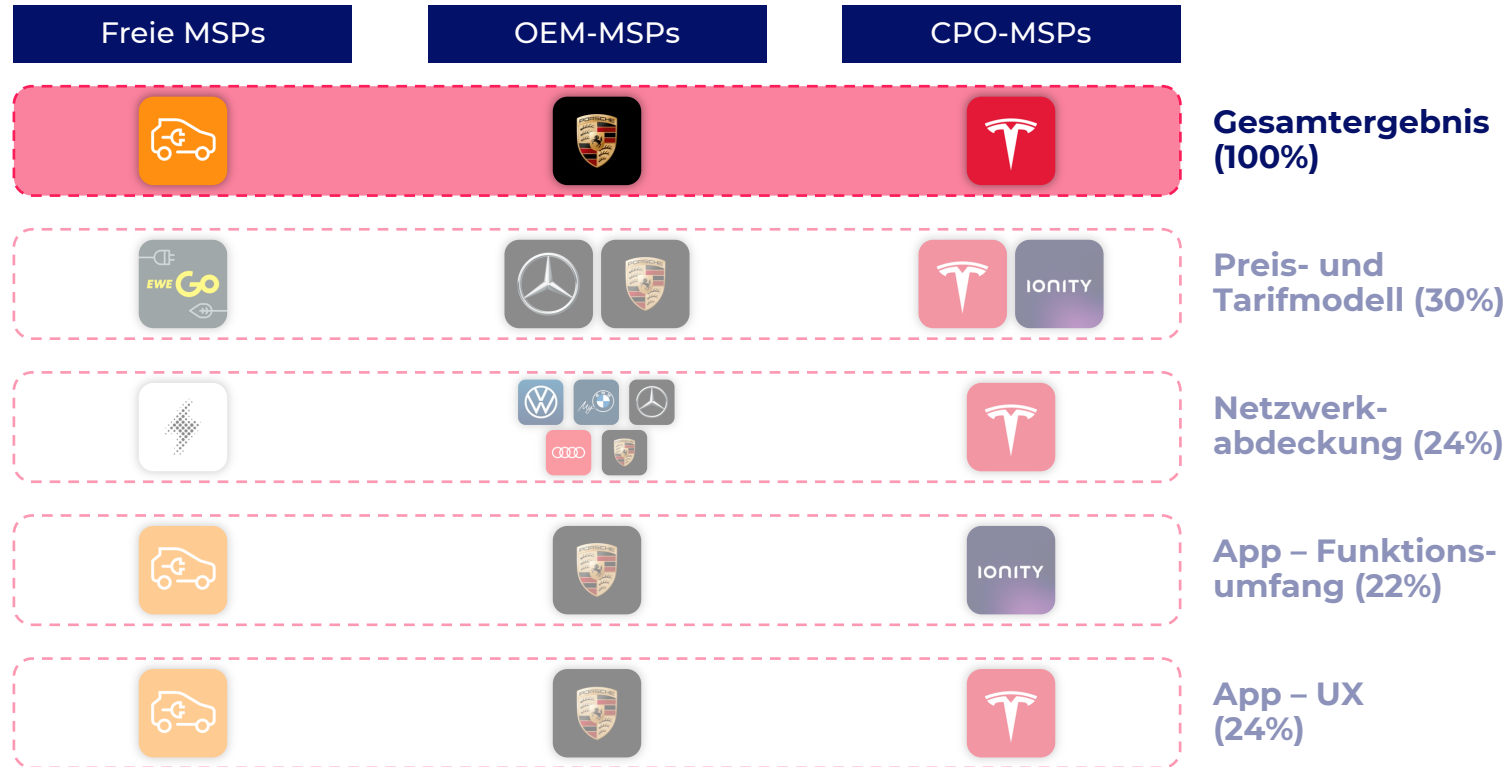 Freie MSPs
OEM-MSPs
CPO-MSPs
Gesamtergebnis
(100%)
EWE Go
IONITY
Preis- und
Tarifmodell (30%)
My
Netzwerk-
abdeckung (24%)
IONITY
App – Funktions-
umfang (22%)
App – UX
(24%)